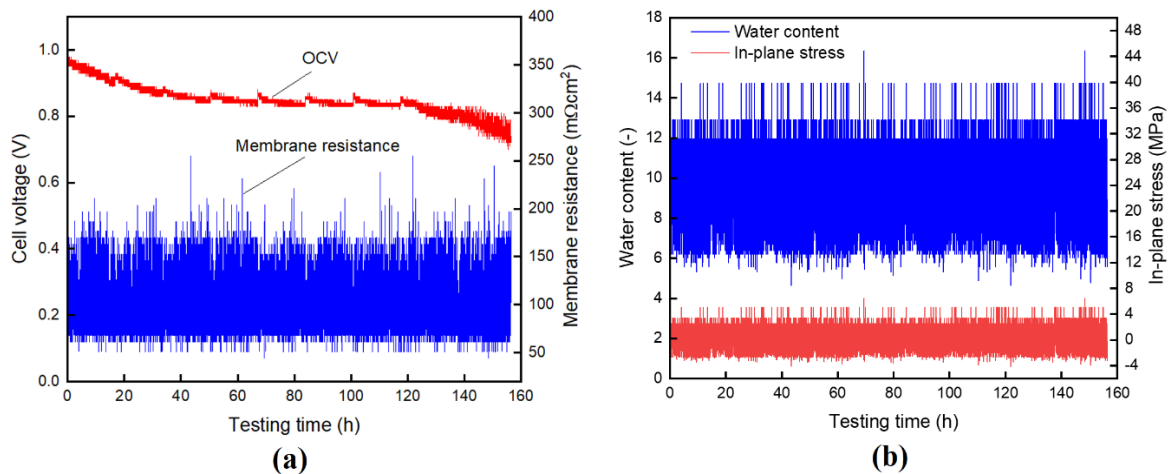 1.0
0.8
0.6
0.4
0.2
0.0
Cell voltage (V)
OCV
Membrane resistance
400
350
300
250
200
150
100
50
Membrane resistance (mΩcm²)
0 20 40 60 80 100 120 140 160
Testing time (h)
(a)
18
16
14
12
10
8
6
4
2
0
Water content (-)
Water content
In-plane stress
48
44
40
36
32
28
24
20
16
12
8
4
0
-4
In-plane stress (MPa)
0 20 40 60 80 100 120 140 160
Testing time (h)
(b)